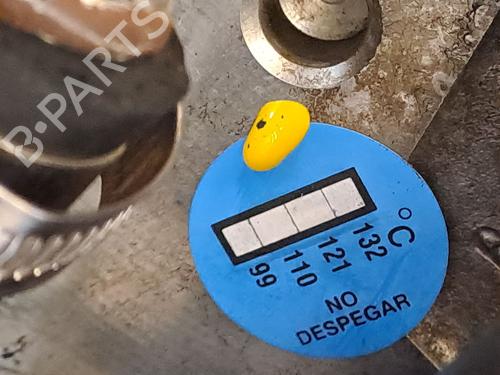 B-PARTS
99 110 121 132 °C
NO
DESPEGAR